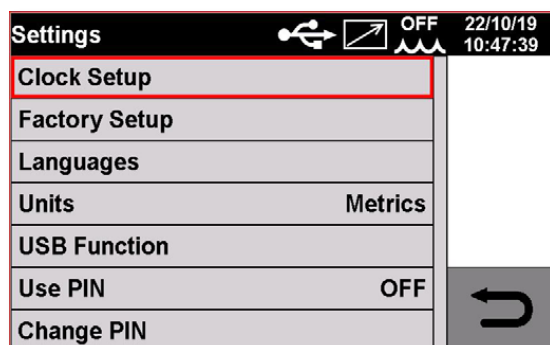 Settings OFF 22/10/19
10:47:39
Clock Setup
Factory Setup
Languages
Units Metrics
USB Function
Use PIN OFF
Change PIN